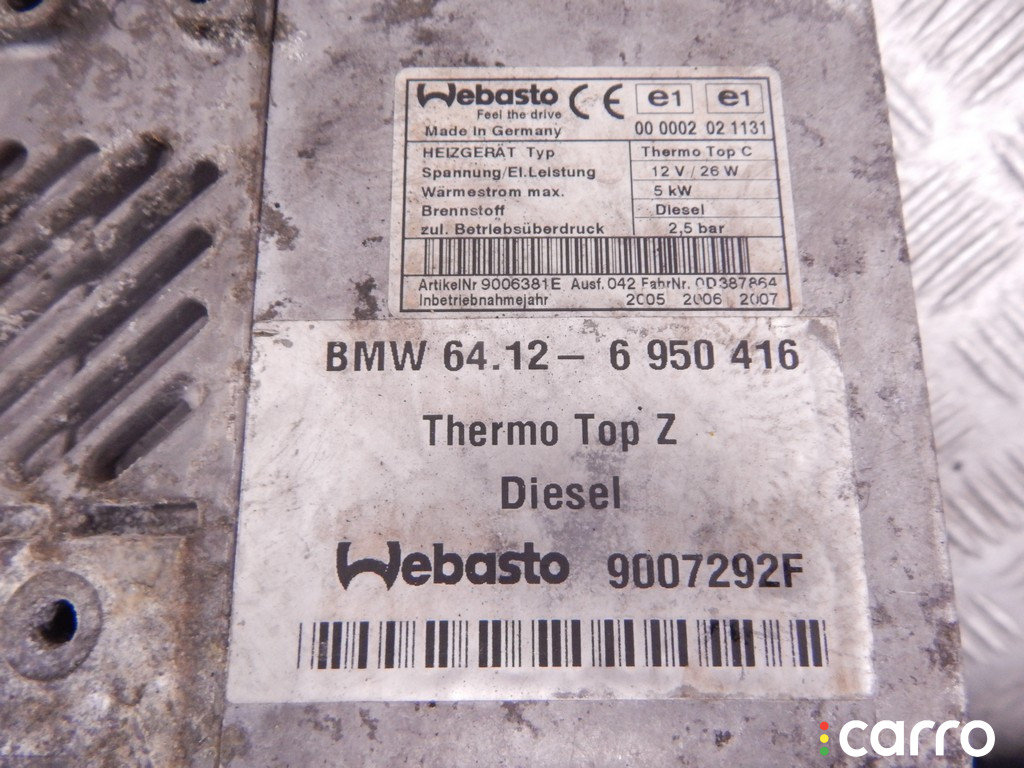 Webasto CE e1 e1
Feel the drive
Made in Germany 00 0002 02 1131
HEIZGERÄT Typ Thermo Top C
Spannung/El.Leistung 12 V / 26 W
Wärmestrom max. 5 kW
Brennstoff Diesel
zul. Betriebsüberdruck 2,5 bar
ArtikelNr 9006381E Ausf. 042 FabrNr. 0D387864
Inbetriebnahmejahr 2005 2006 2007
BMW 64.12 – 6 950 416
Thermo Top Z
Diesel
Webasto 9007292F
carro